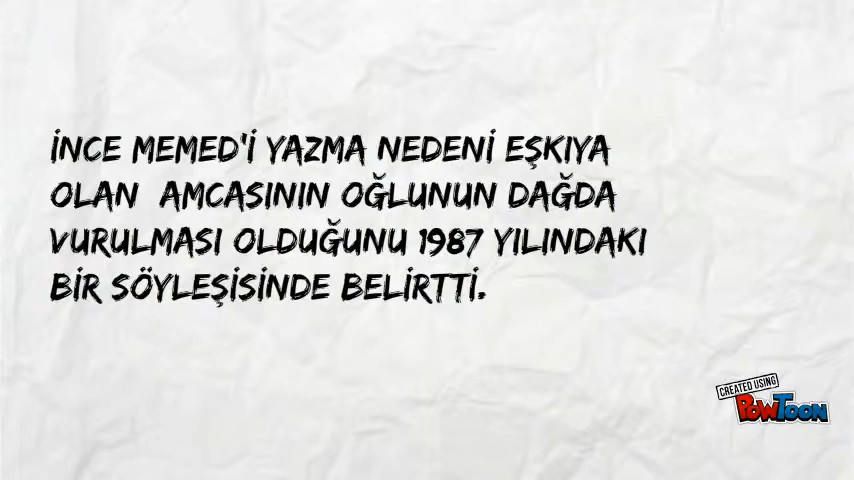 İNCE MEMED'İ YAZMA NEDENİ EŞKIYA
OLAN  AMCASININ OĞLUNUN DAĞDA
VURULMASI OLDUĞUNU 1987 YILINDAKI
BİR SÖYLEŞİSİNDE BELİRTTİ.
CREATED USING
POWTOON